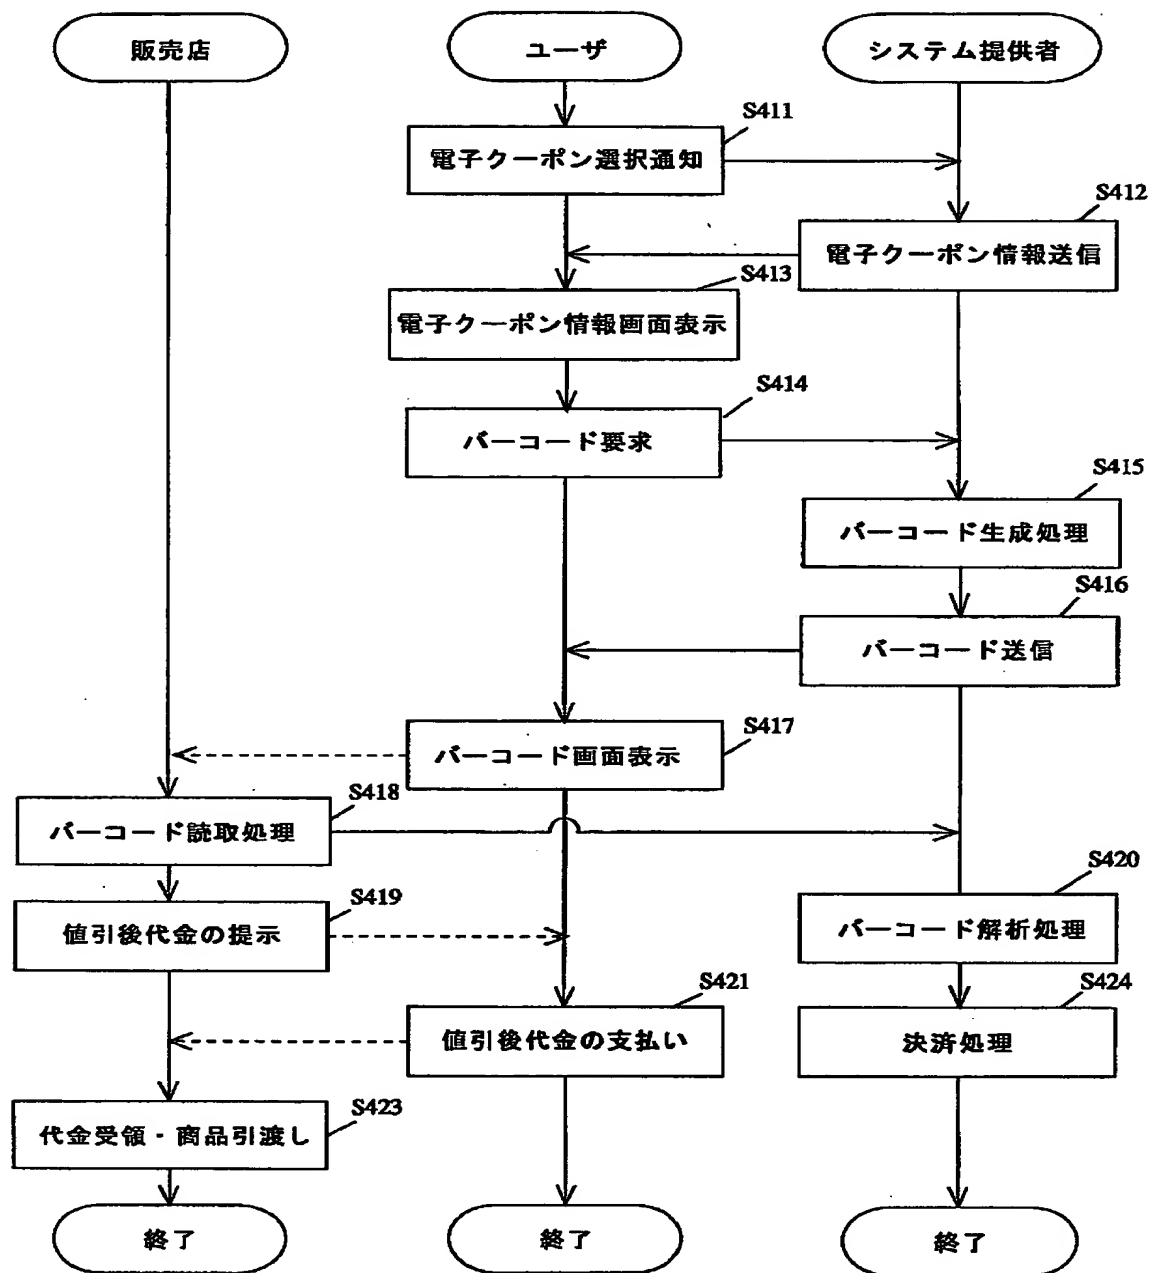 販売店
ユーザ
システム提供者
S411
電子クーポン選択通知
S412
電子クーポン情報送信
S413
電子クーポン情報画面表示
S414
バーコード要求
S415
バーコード生成処理
S416
バーコード送信
S417
バーコード画面表示
S418
バーコード読取処理
S420
バーコード解析処理
S419
値引後代金の提示
S421
値引後代金の支払い
S424
決済処理
S423
代金受領・商品引渡し
終了
終了
終了